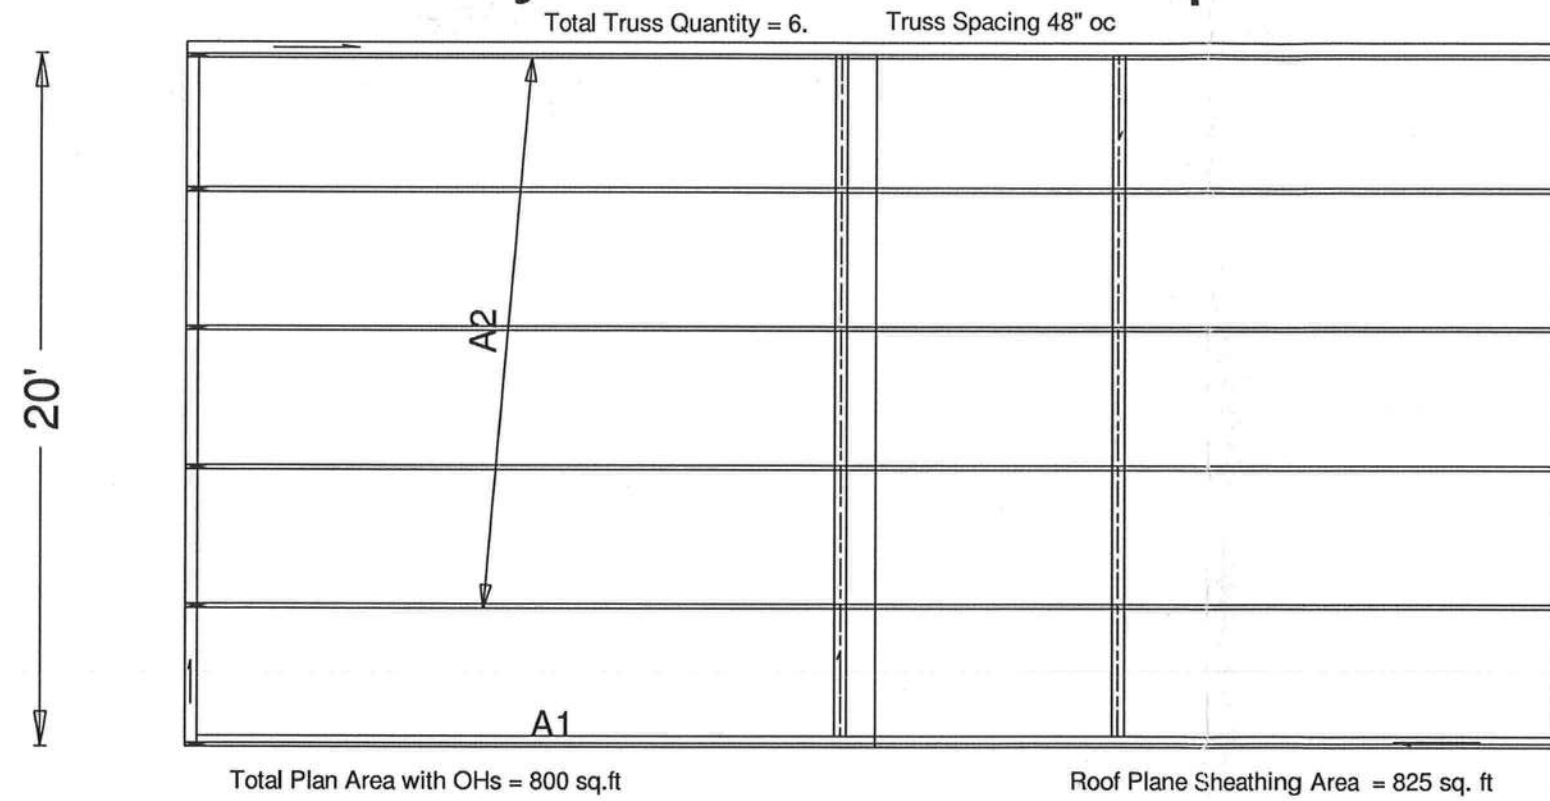 Total Truss Quantity = 6. Truss Spacing 48" oc
20'
A2
A1
Total Plan Area with OHs = 800 sq.ft Roof Plane Sheathing Area = 825 sq. ft